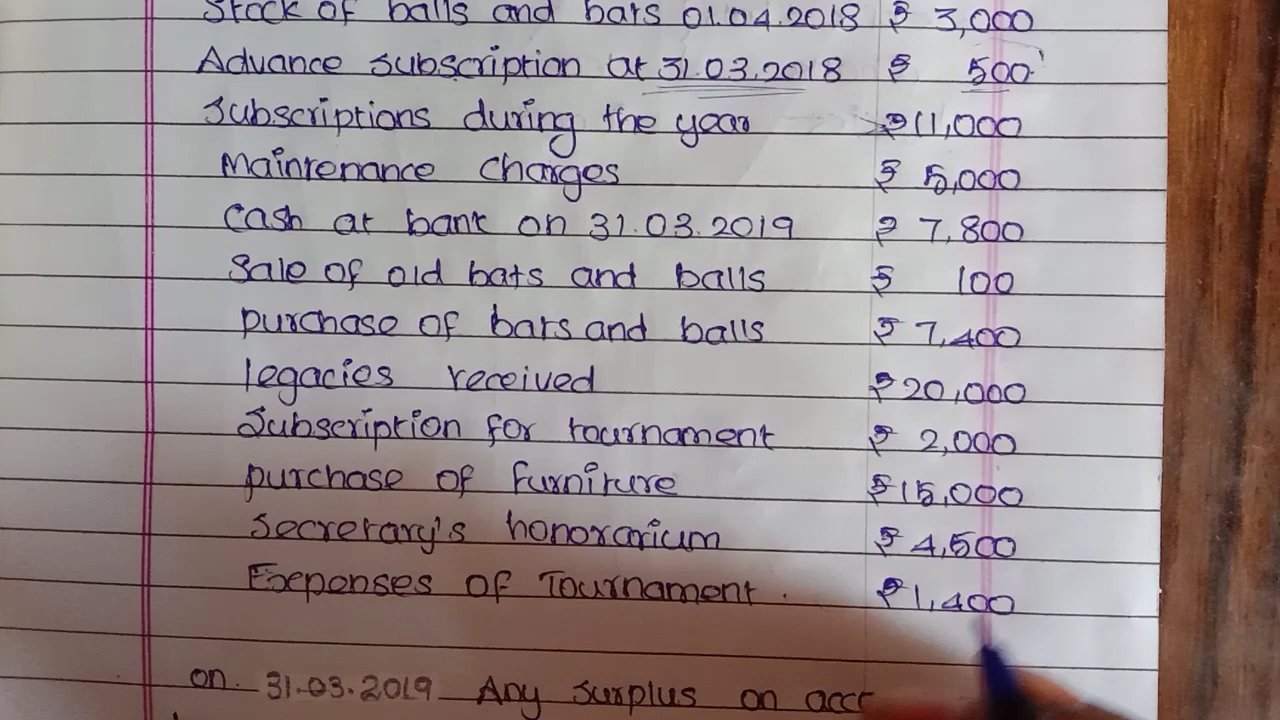 Stock of balls and bats 01.04.2018 ₹ 3,000
Advance subscription at 31.03.2018 ₹ 500
Subscriptions during the year ₹11,000
Maintenance charges ₹ 5,000
Cash at bank on 31.03.2019 ₹ 7,800
Sale of old bats and balls ₹ 100
purchase of bats and balls ₹ 7,400
legacies received ₹20,000
Subscription for tournament ₹ 2,000
purchase of furniture ₹15,000
Secretary's honorarium ₹ 4,500
Expenses of Tournament. ₹1,400
on 31.03.2019 Any surplus on